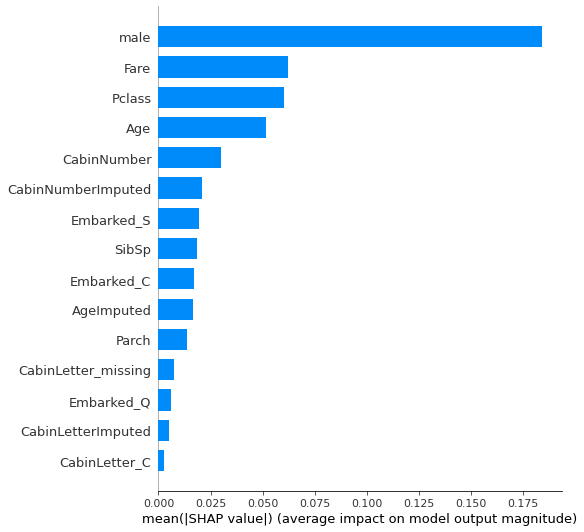 male
Fare
Pclass
Age
CabinNumber
CabinNumberImputed
Embarked_S
SibSp
Embarked_C
AgeImputed
Parch
CabinLetter_missing
Embarked_Q
CabinLetterImputed
CabinLetter_C
0.000 0.025 0.050 0.075 0.100 0.125 0.150 0.175
mean(|SHAP value|) (average impact on model output magnitude)